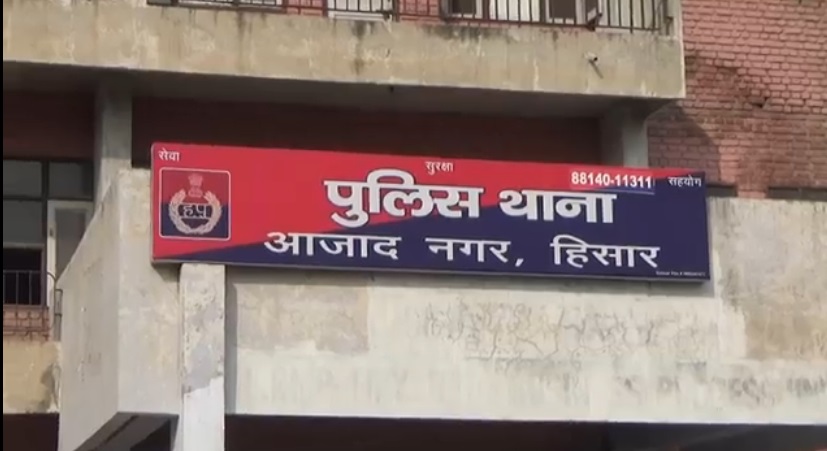 सेवा सुरक्षा सहयोग
88140-11311
पुलिस थाना
आजाद नगर, हिसार